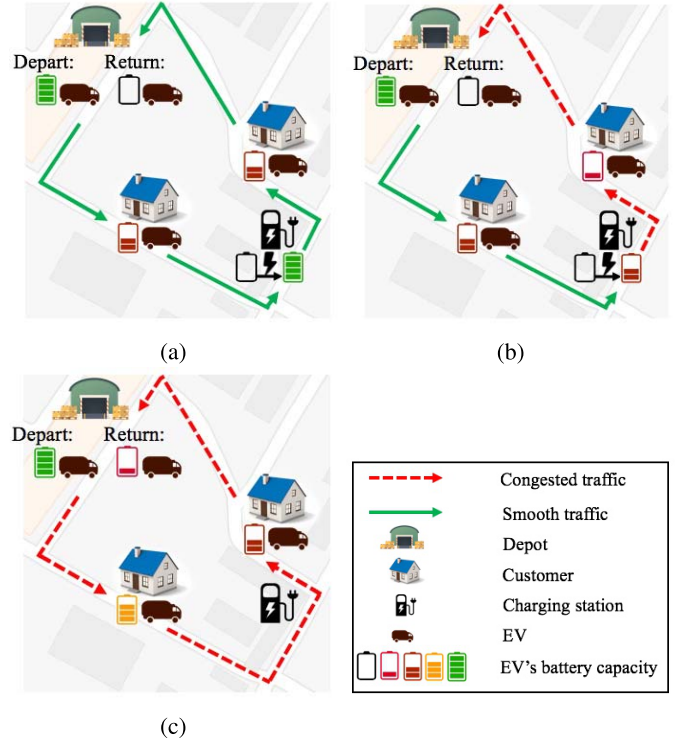 Depart: Return:
Depart: Return:
(a)
(b)
Depart: Return:
Congested traffic
Smooth traffic
Depot
Customer
Charging station
EV
EV's battery capacity
(c)